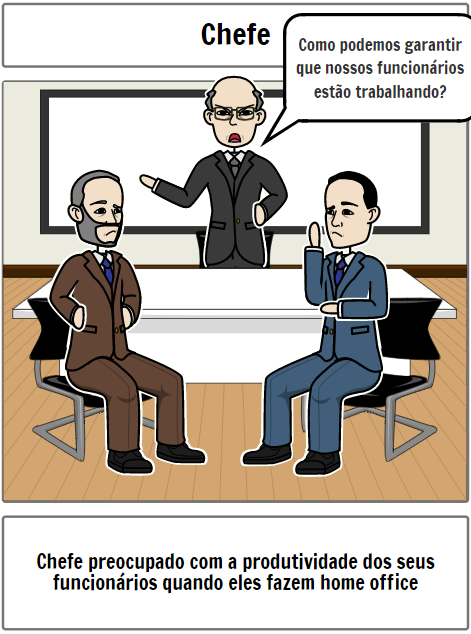 Chefe
Como podemos garantir
que nossos funcionários
estão trabalhando?
Chefe preocupado com a produtividade dos seus
funcionários quando eles fazem home office